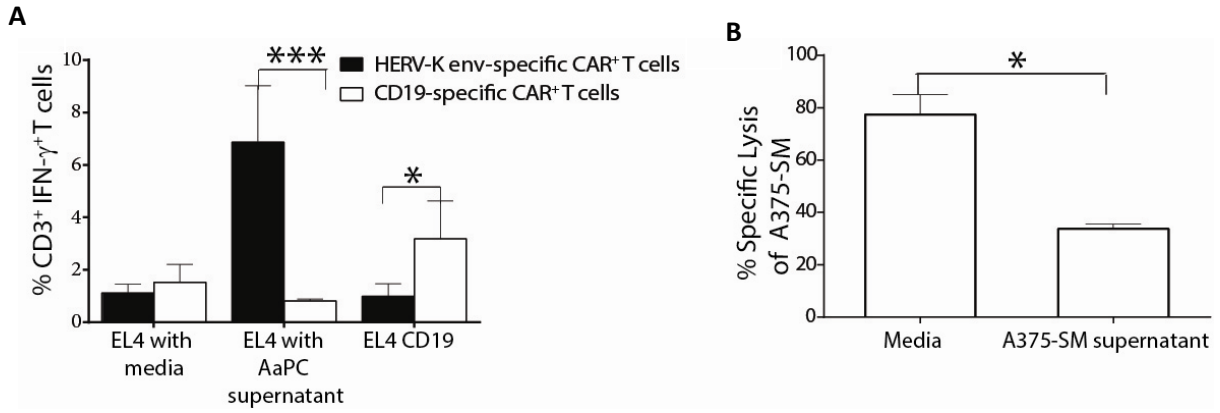 A
% CD3⁺ IFN-γ⁺T cells
10
8
6
4
2
0
***
*
HERV-K env-specific CAR⁺ T cells
CD19-specific CAR⁺ T cells
EL4 with
media
EL4 with
AaPC
supernatant
EL4 CD19
B
% Specific Lysis
of A375-SM
100
80
60
40
20
0
*
Media
A375-SM supernatant